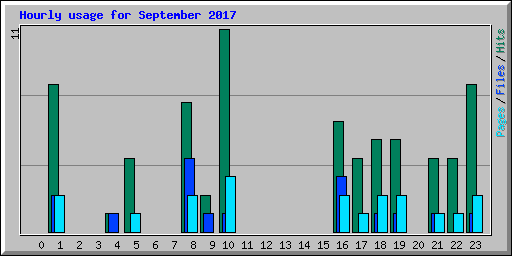 Hourly usage for September 2017
11
Pages/Files/Hits
0 1 2 3 4 5 6 7 8 9 10 11 12 13 14 15 16 17 18 19 20 21 22 23